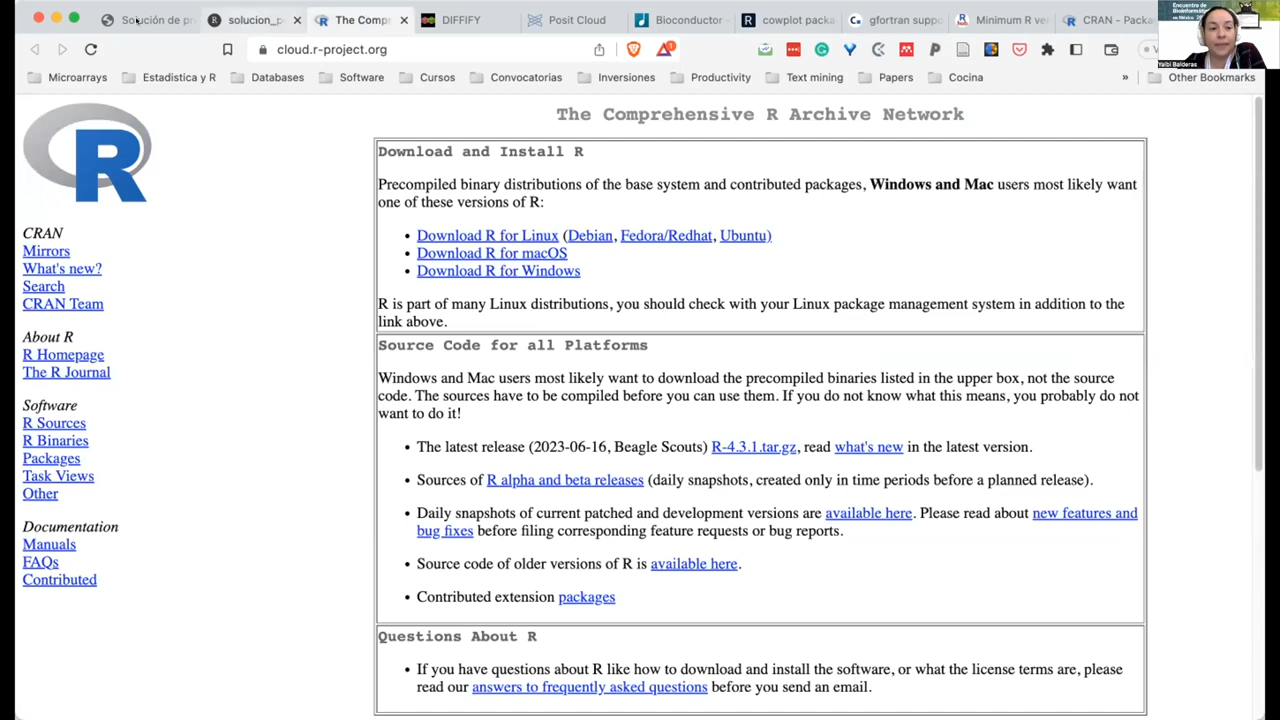 Solución de pr
solucion_p
The Comp
DIFFIFY
Posit Cloud
Bioconductor
cowplot packa
gfortran supp
Minimum R ve
CRAN - Packa
cloud.r-project.org
Microarrays
Estadistica y R
Databases
Software
Cursos
Convocatorias
Inversiones
Productivity
Text mining
Papers
Cocina
»
Other Bookmarks
Encuentro
de Bioinformátic
en México
Yalbi Balderas
R
CRAN
Mirrors
What's new?
Search
CRAN Team
About R
R Homepage
The R Journal
Software
R Sources
R Binaries
Packages
Task Views
Other
Documentation
Manuals
FAQs
Contributed
The Comprehensive R Archive Network
Download and Install R
Precompiled binary distributions of the base system and contributed packages, Windows and Mac users most likely want
one of these versions of R:
• Download R for Linux (Debian, Fedora/Redhat, Ubuntu)
• Download R for macOS
• Download R for Windows
R is part of many Linux distributions, you should check with your Linux package management system in addition to the
link above.
Source Code for all Platforms
Windows and Mac users most likely want to download the precompiled binaries listed in the upper box, not the source
code. The sources have to be compiled before you can use them. If you do not know what this means, you probably do not
want to do it!
• The latest release (2023-06-16, Beagle Scouts) R-4.3.1.tar.gz, read what's new in the latest version.
• Sources of R alpha and beta releases (daily snapshots, created only in time periods before a planned release).
• Daily snapshots of current patched and development versions are available here. Please read about new features and
bug fixes before filing corresponding feature requests or bug reports.
• Source code of older versions of R is available here.
• Contributed extension packages
Questions About R
• If you have questions about R like how to download and install the software, or what the license terms are, please
read our answers to frequently asked questions before you send an email.